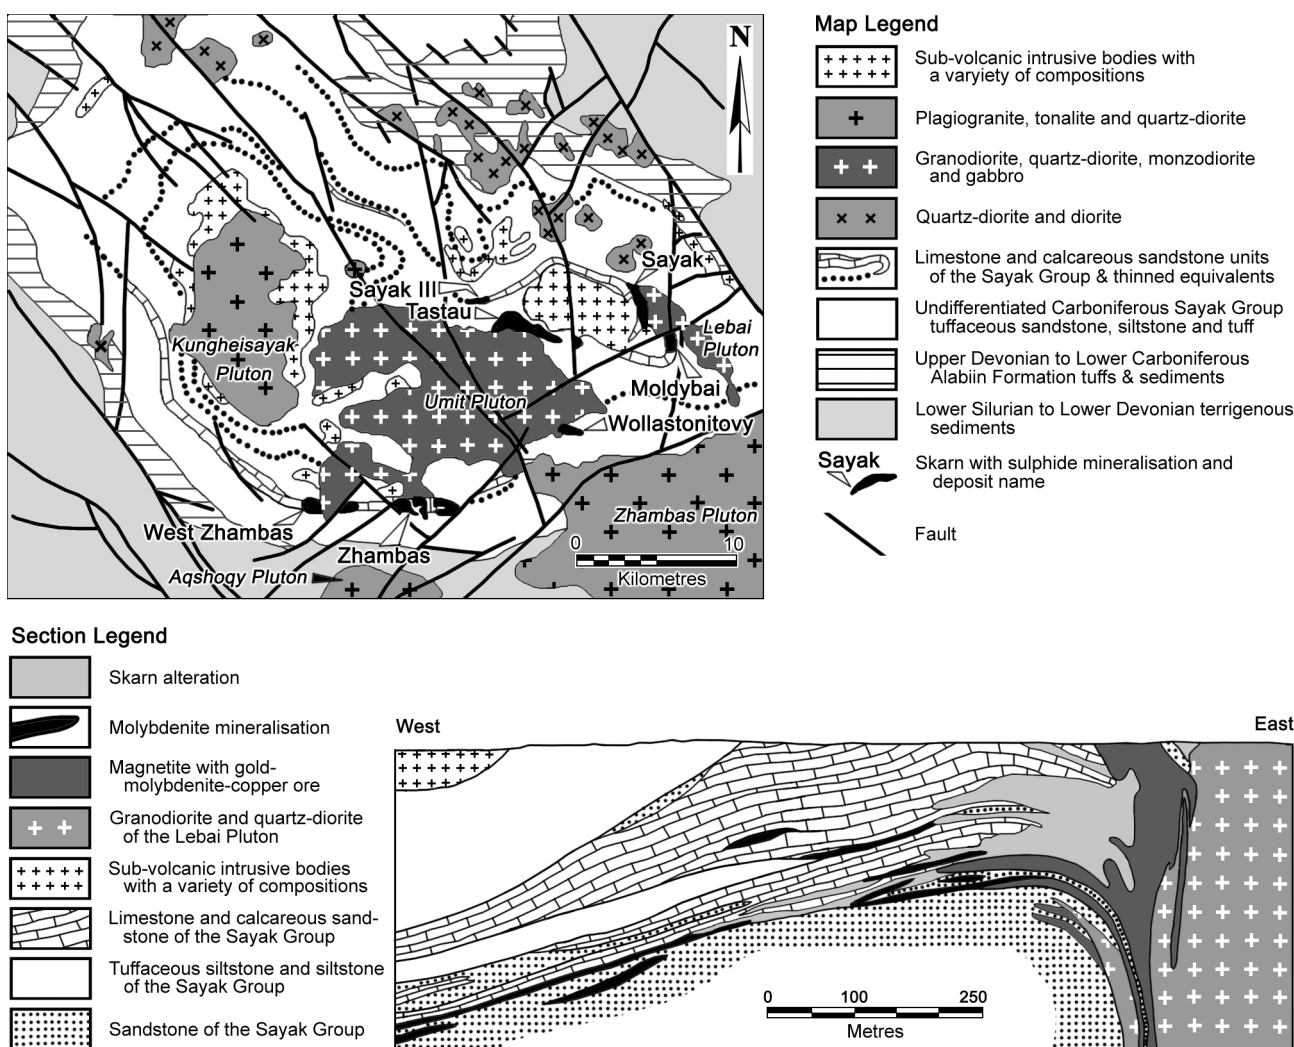 N
Sayak
Sayak III
Tastau
Lebai
Pluton
Kungheisayak
Pluton
Umit Pluton
Moldybai
Wollastonitovy
West Zhambas
Zhambas
Zhambas Pluton
Aqshoqy Pluton
0 10
Kilometres
Map Legend
Sub-volcanic intrusive bodies with
a varyiety of compositions
Plagiogranite, tonalite and quartz-diorite
Granodiorite, quartz-diorite, monzodiorite
and gabbro
Quartz-diorite and diorite
Limestone and calcareous sandstone units
of the Sayak Group & thinned equivalents
Undifferentiated Carboniferous Sayak Group
tuffaceous sandstone, siltstone and tuff
Upper Devonian to Lower Carboniferous
Alabiin Formation tuffs & sediments
Lower Silurian to Lower Devonian terrigenous
sediments
Sayak
Skarn with sulphide mineralisation and
deposit name
Fault
Section Legend
Skarn alteration
Molybdenite mineralisation
Magnetite with gold-
molybdenite-copper ore
Granodiorite and quartz-diorite
of the Lebai Pluton
Sub-volcanic intrusive bodies
with a variety of compositions
Limestone and calcareous sand-
stone of the Sayak Group
Tuffaceous siltstone and siltstone
of the Sayak Group
Sandstone of the Sayak Group
West
East
0 100 250
Metres